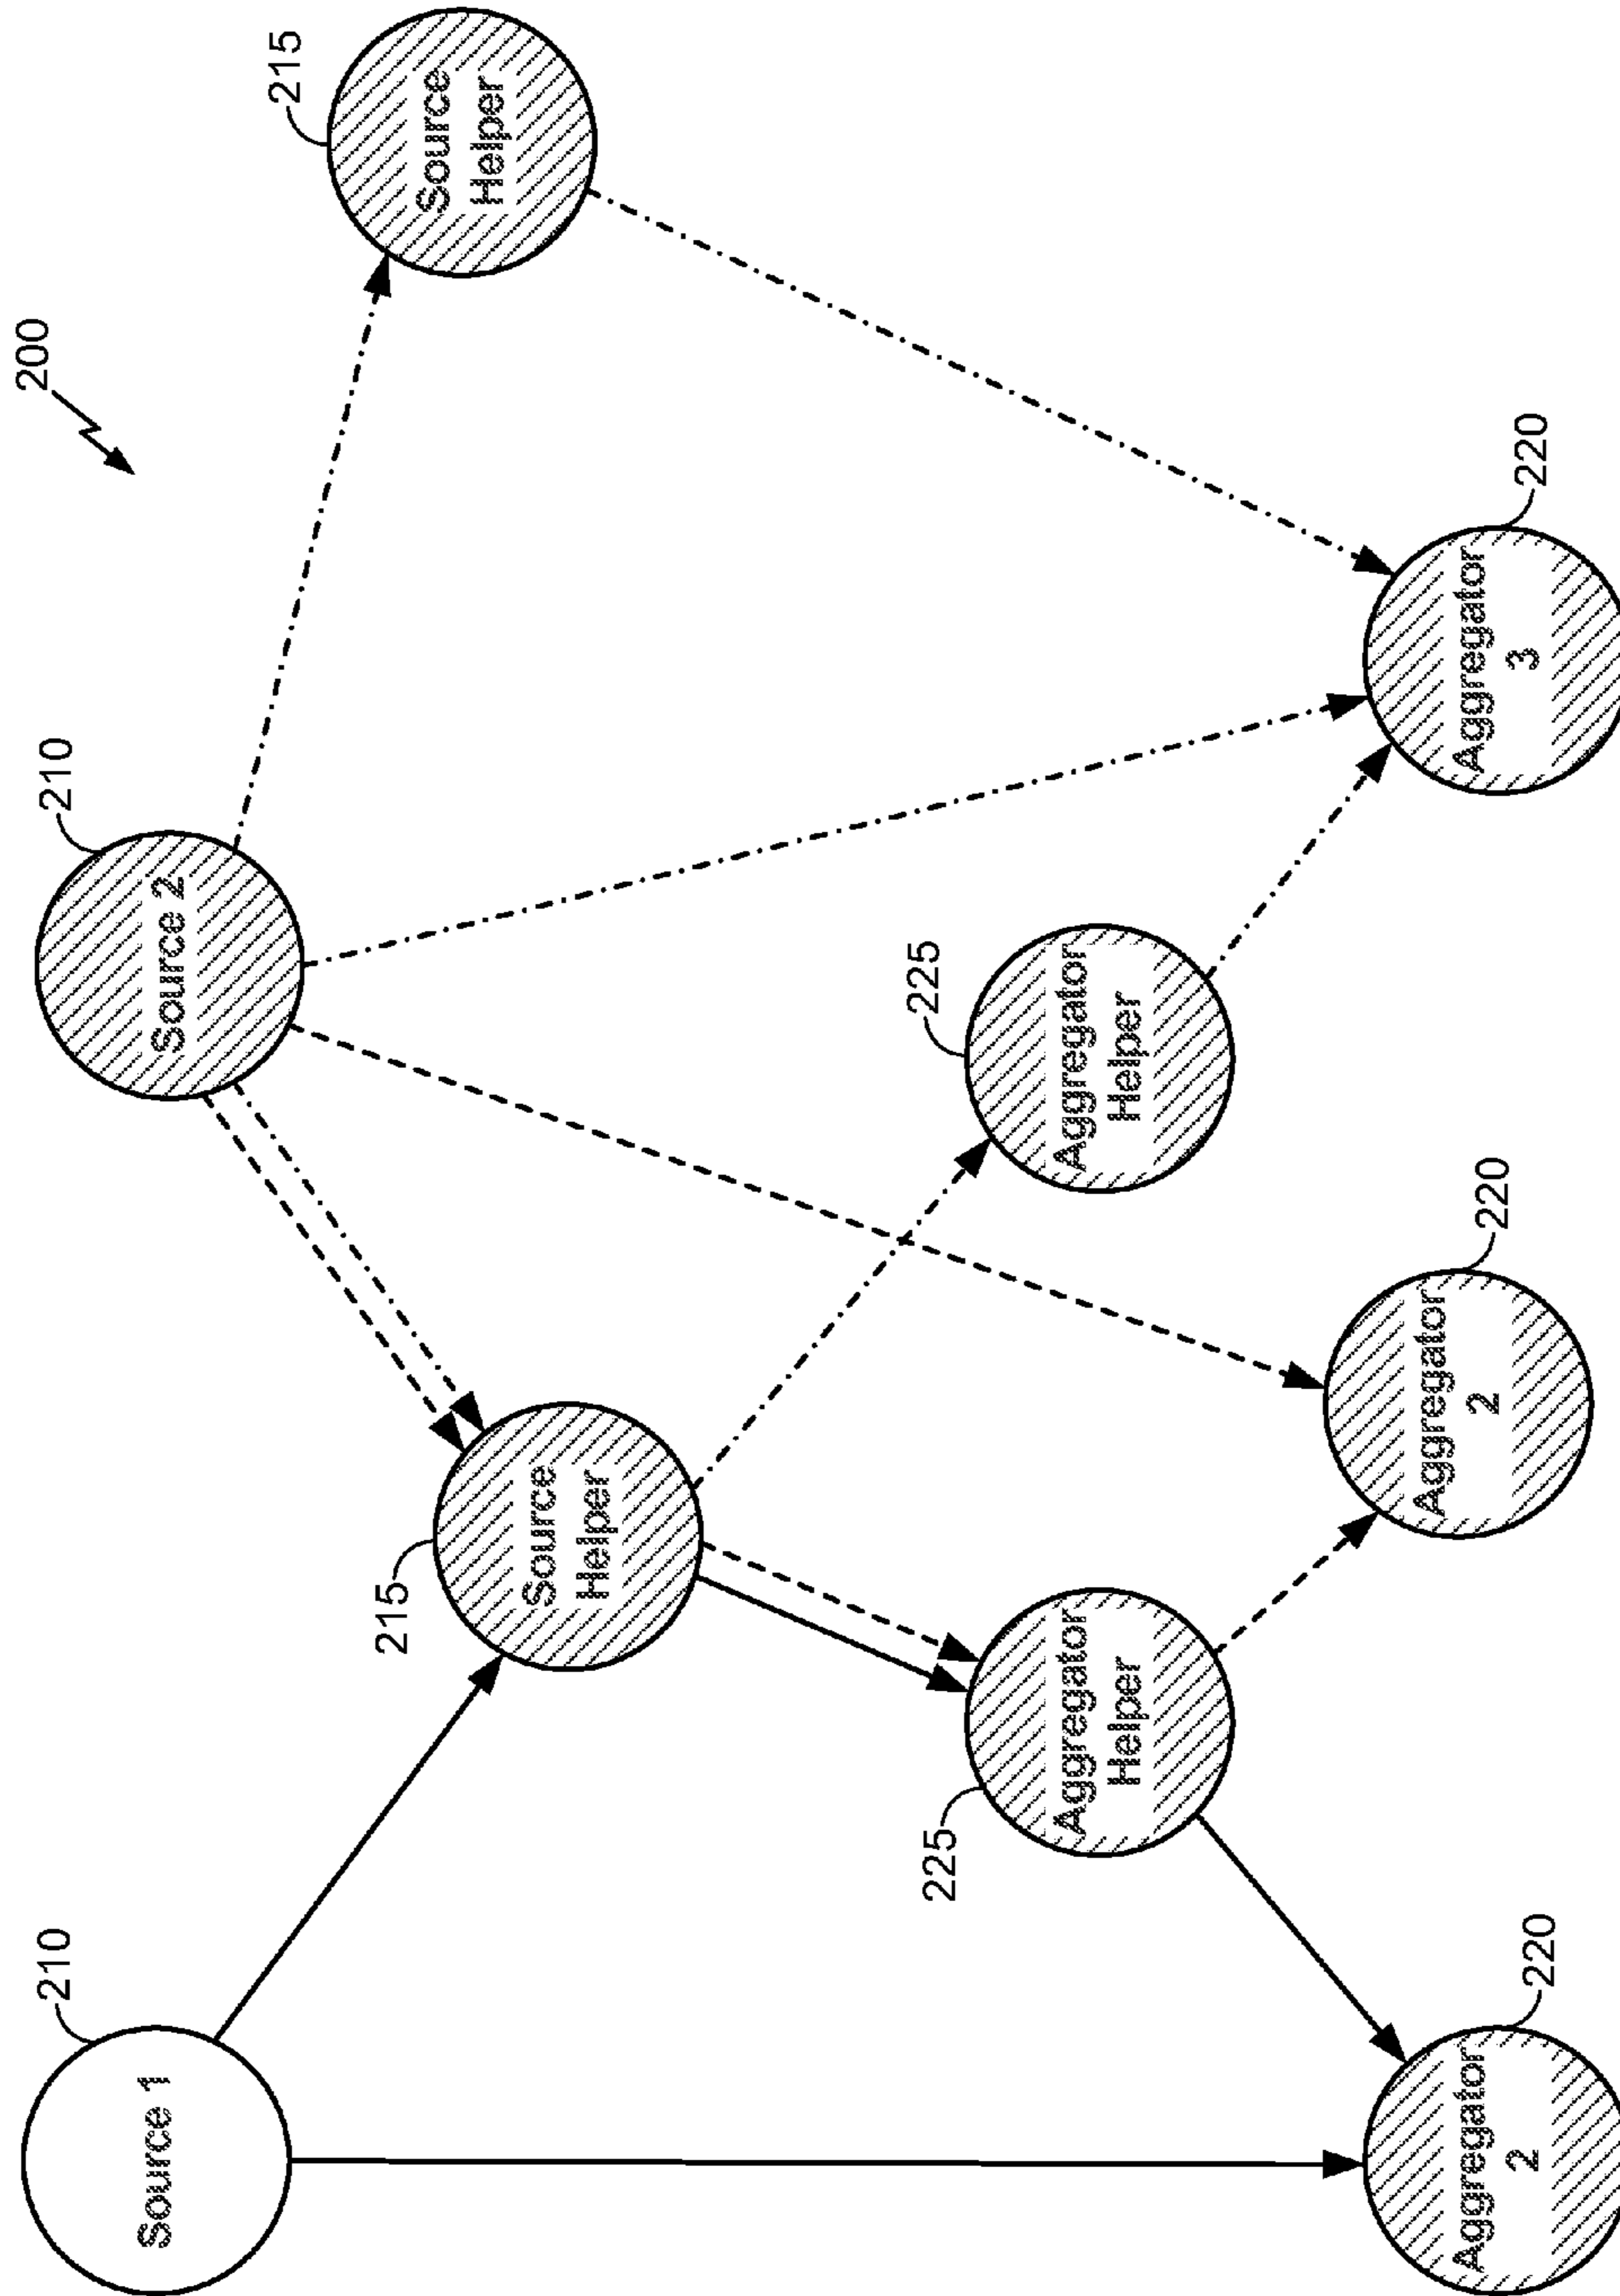 200
210
Source 1
210
Source 2
215
Source
Helper
215
Source
Helper
225
Aggregator
Helper
225
Aggregator
Helper
220
Aggregator
2
220
Aggregator
2
220
Aggregator
3